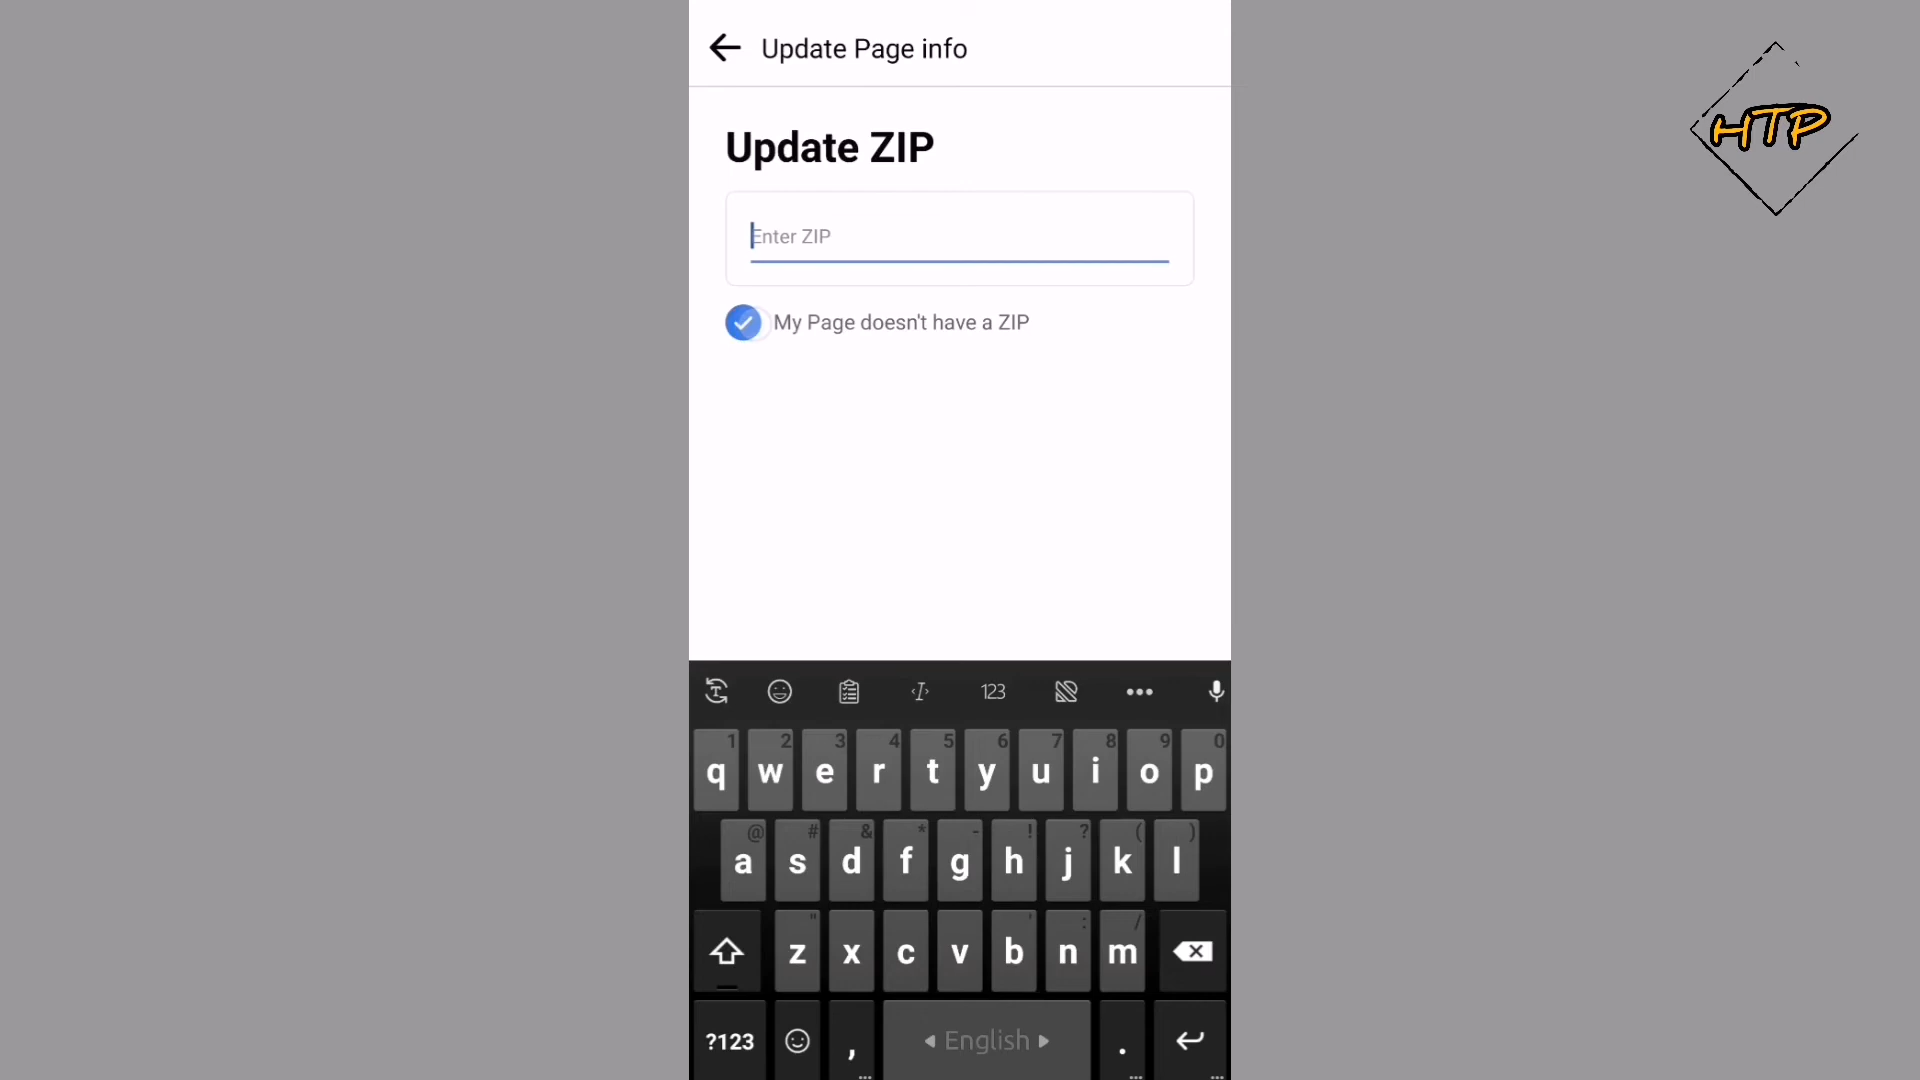 Update Page info
HTP
Update ZIP
Enter ZIP
My Page doesn't have a ZIP
123
1 2 3 4 5 6 7 8 9 0
q w e r t y u i o p
@ # & * - ! ? ( )
a s d f g h j k l
" ' : /
z x c v b n m
?123 , English .